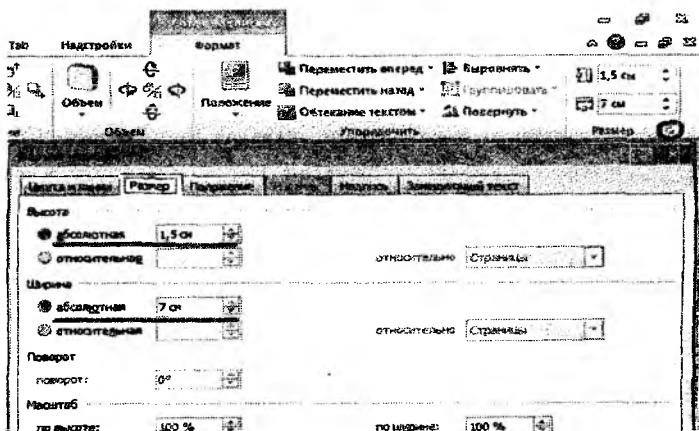 Tab Надстройки Формат
Объем
Положение
Переместить вперед
Переместить назад
Обтекание текстом
Выровнять
Группировать
Повернуть
1,5 см
7 см
Объем Упорядочить Размер
Размер Положение Надпись Замещающий текст
Высота
абсолютная 1,5 см
относительная относительно Страницы
Ширина
абсолютная 7 см
относительная относительно Страницы
Поворот
поворот: 0°
Масштаб
по высоте: 100 % по ширине: 100 %